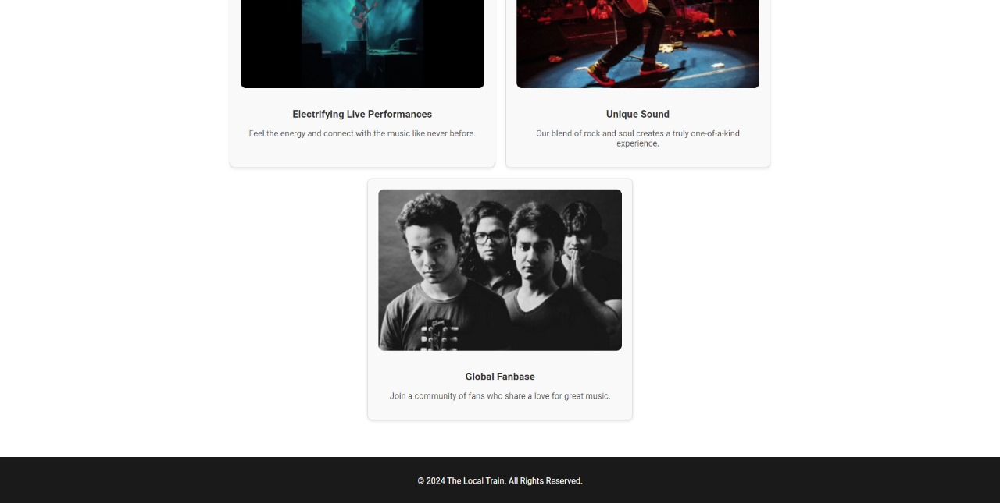 Electrifying Live Performances
Feel the energy and connect with the music like never before.
Unique Sound
Our blend of rock and soul creates a truly one-of-a-kind
experience.
Global Fanbase
Join a community of fans who share a love for great music.
© 2024 The Local Train. All Rights Reserved.